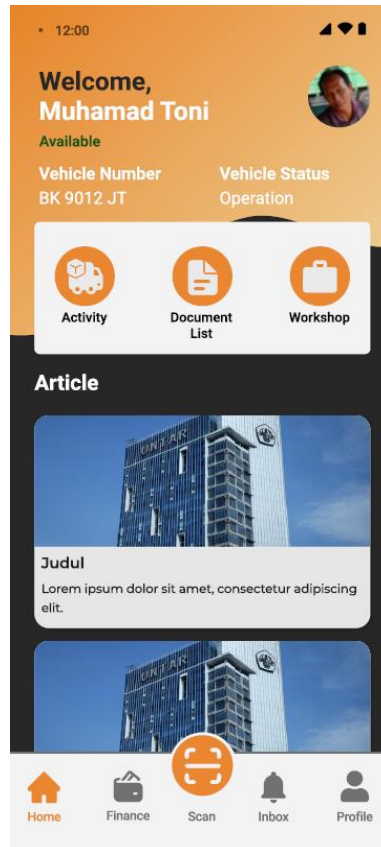 12:00
Welcome,
Muhamad Toni
Available
Vehicle Number
Vehicle Status
BK 9012 JT
Operation
Activity
Document
List
Workshop
Article
UNTAR
Judul
Lorem ipsum dolor sit amet, consectetur adipiscing
elit.
UNTAR
Home
Finance
Scan
Inbox
Profile